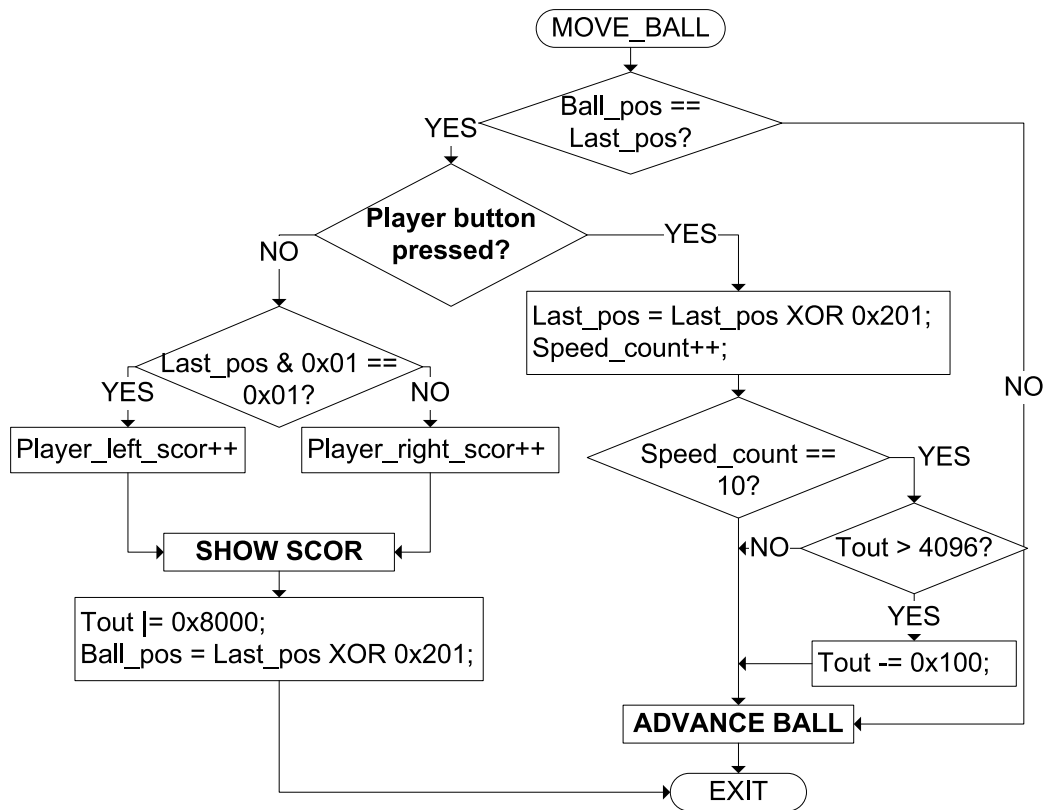 MOVE_BALL
Ball_pos ==
Last_pos?
YES
NO
Player button
pressed?
NO
YES
Last_pos = Last_pos XOR 0x201;
Speed_count++;
Last_pos & 0x01 ==
0x01?
YES
NO
Player_left_scor++
Player_right_scor++
Speed_count ==
10?
YES
Tout > 4096?
NO
YES
Tout -= 0x100;
SHOW SCOR
Tout |= 0x8000;
Ball_pos = Last_pos XOR 0x201;
ADVANCE BALL
EXIT